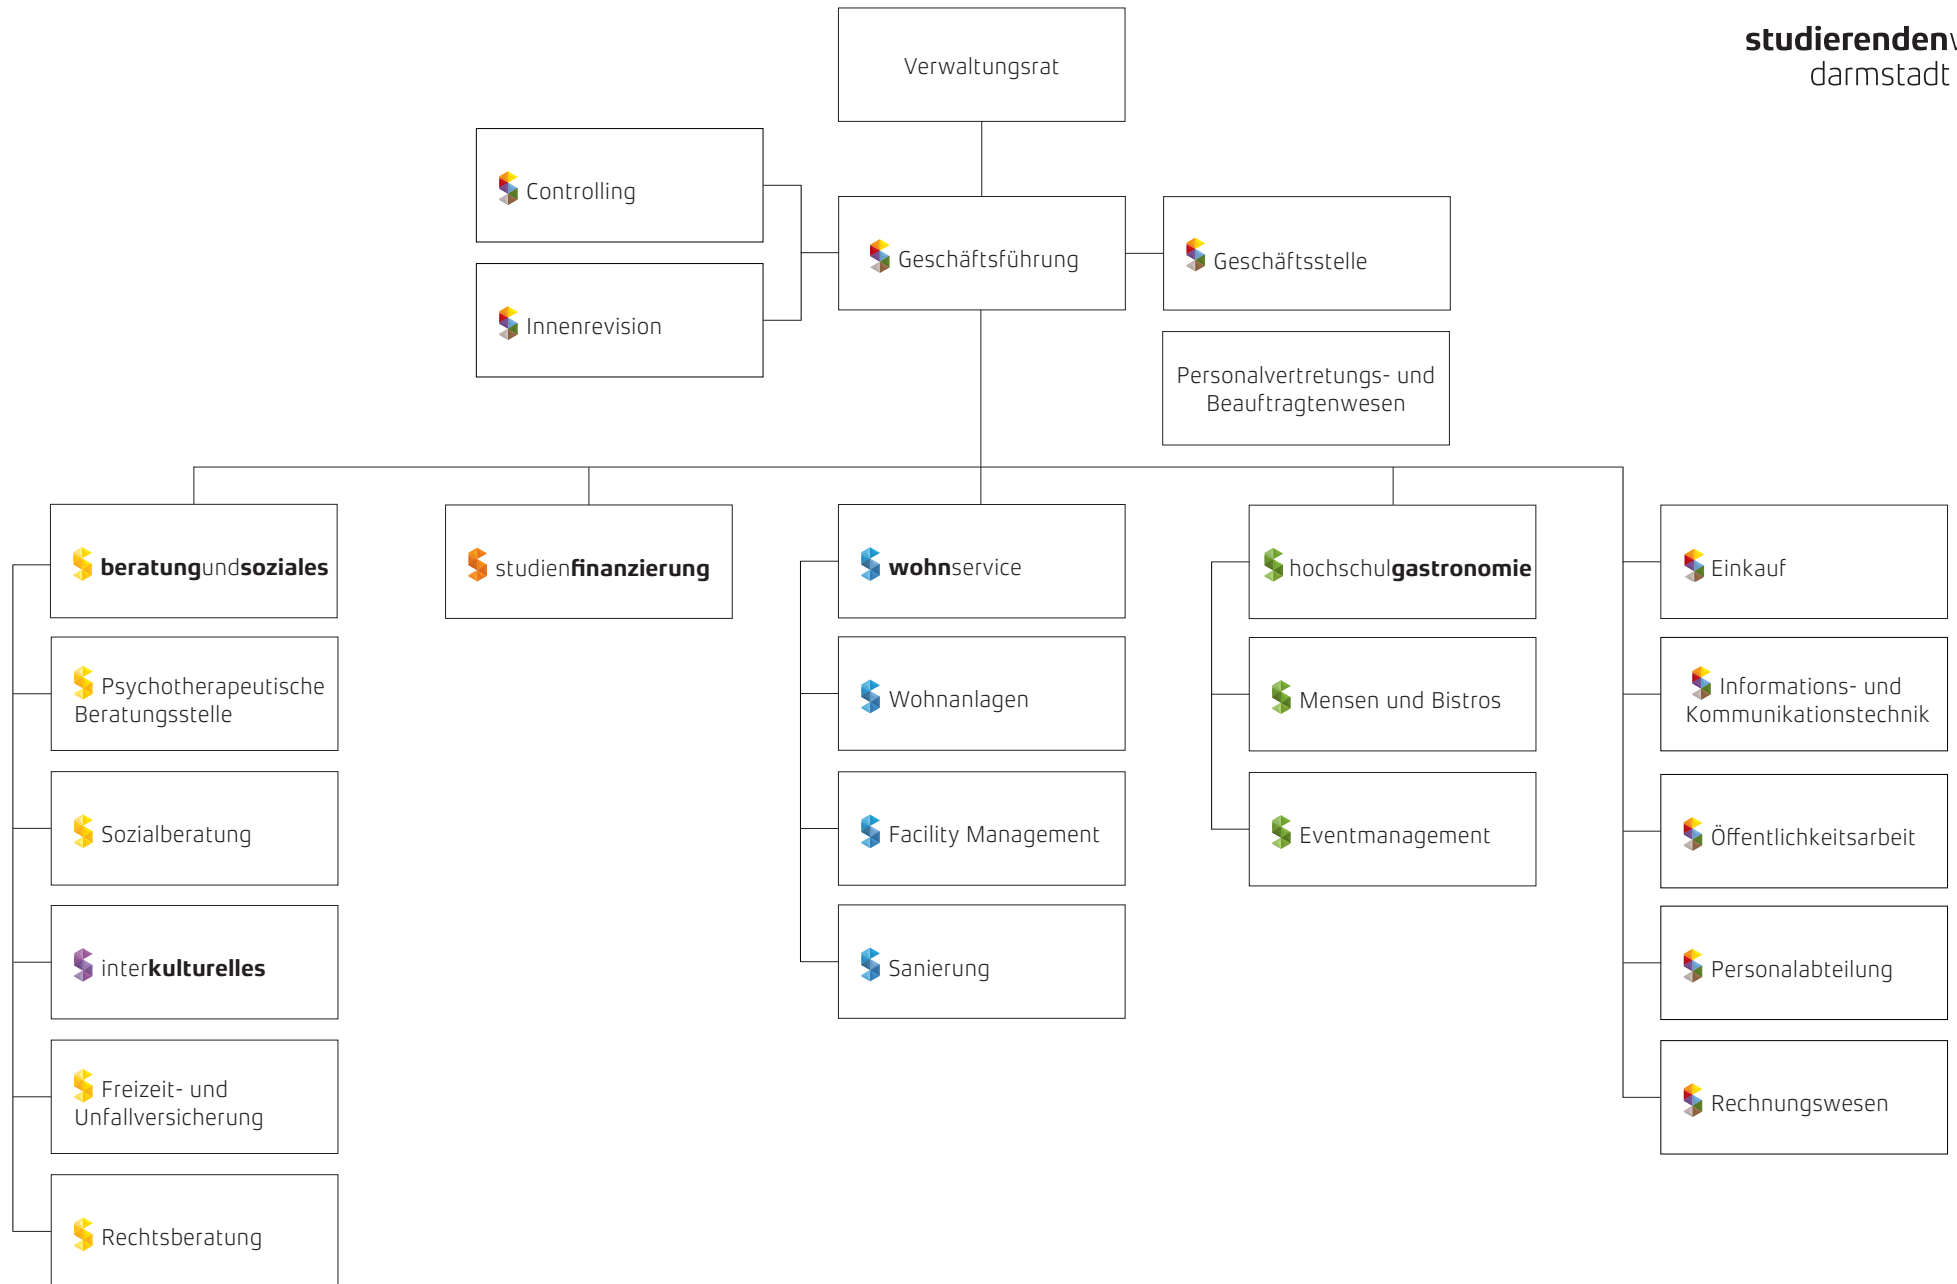 Verwaltungsrat
studierenden
darmstadt
Controlling
Geschäftsführung
Geschäftsstelle
Innenrevision
Personalvertretungs- und
Beauftragtenwesen
beratungundsoziales
studienfinanzierung
wohnservice
hochschulgastronomie
Einkauf
Psychotherapeutische
Beratungsstelle
Wohnanlagen
Mensen und Bistros
Informations- und
Kommunikationstechnik
Sozialberatung
Facility Management
Eventmanagement
Öffentlichkeitsarbeit
interkulturelles
Sanierung
Personalabteilung
Freizeit- und
Unfallversicherung
Rechnungswesen
Rechtsberatung